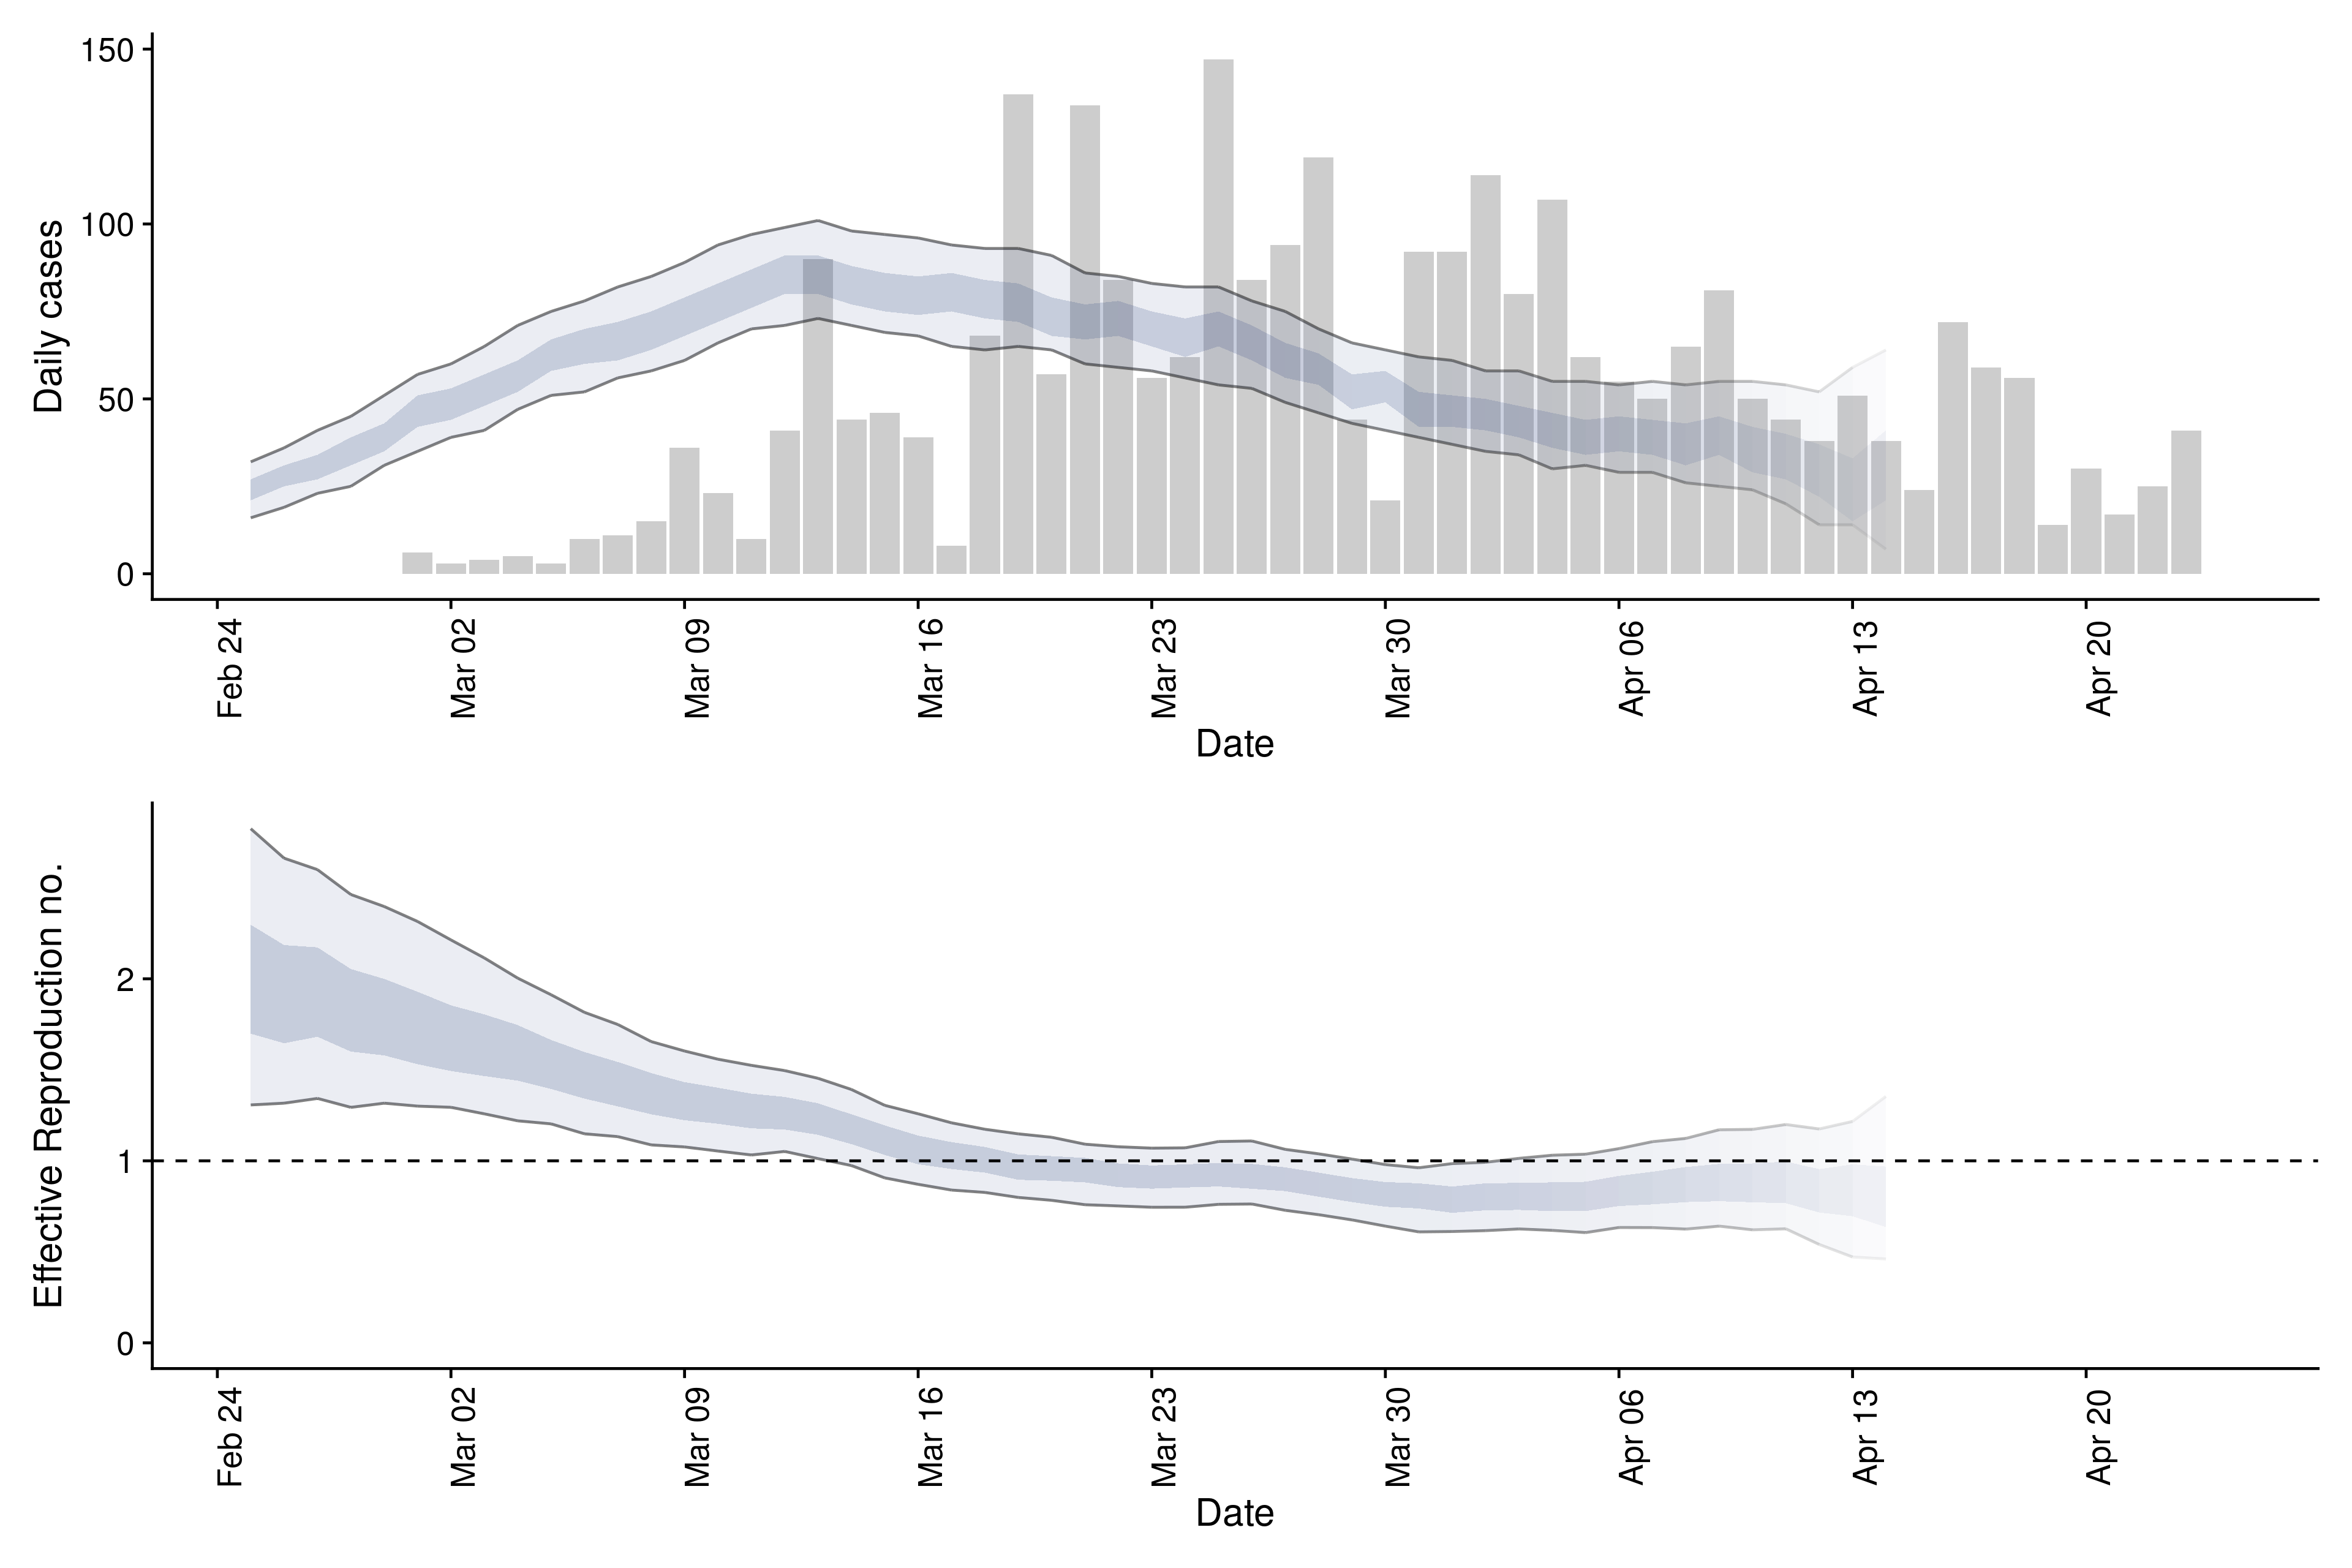 Daily cases
150
100
50
0
Feb 24
Mar 02
Mar 09
Mar 16
Mar 23
Mar 30
Apr 06
Apr 13
Apr 20
Date
Effective Reproduction no.
2
1
0
Feb 24
Mar 02
Mar 09
Mar 16
Mar 23
Mar 30
Apr 06
Apr 13
Apr 20
Date